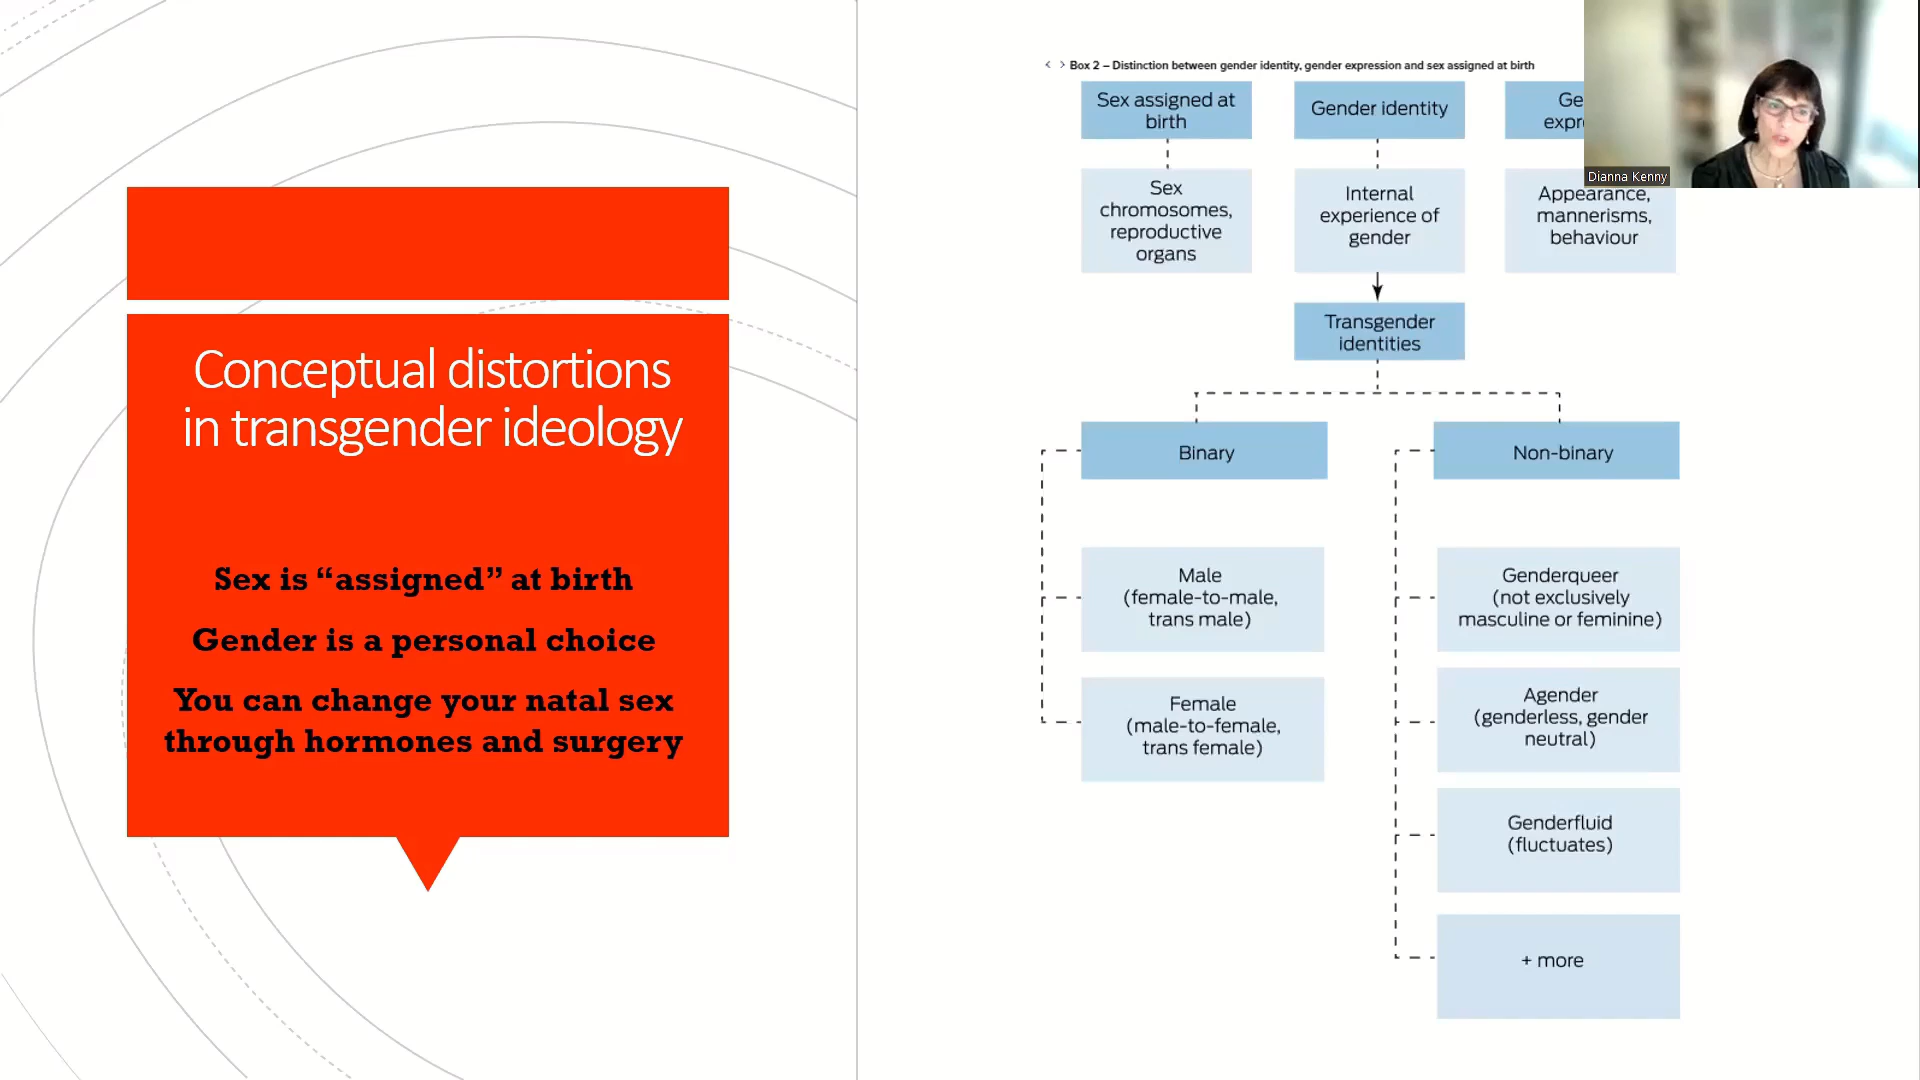 Conceptual distortions
in transgender ideology
Sex is “assigned” at birth
Gender is a personal choice
You can change your natal sex
through hormones and surgery
< > Box 2 – Distinction between gender identity, gender expression and sex assigned at birth
Sex assigned at
birth
Gender identity
Sex
chromosomes,
reproductive
organs
Internal
experience of
gender
Appearance,
mannerisms,
behaviour
Transgender
identities
Binary
Non-binary
Male
(female-to-male,
trans male)
Female
(male-to-female,
trans female)
Genderqueer
(not exclusively
masculine or feminine)
Agender
(genderless, gender
neutral)
Genderfluid
(fluctuates)
+ more
Dianna Kenny